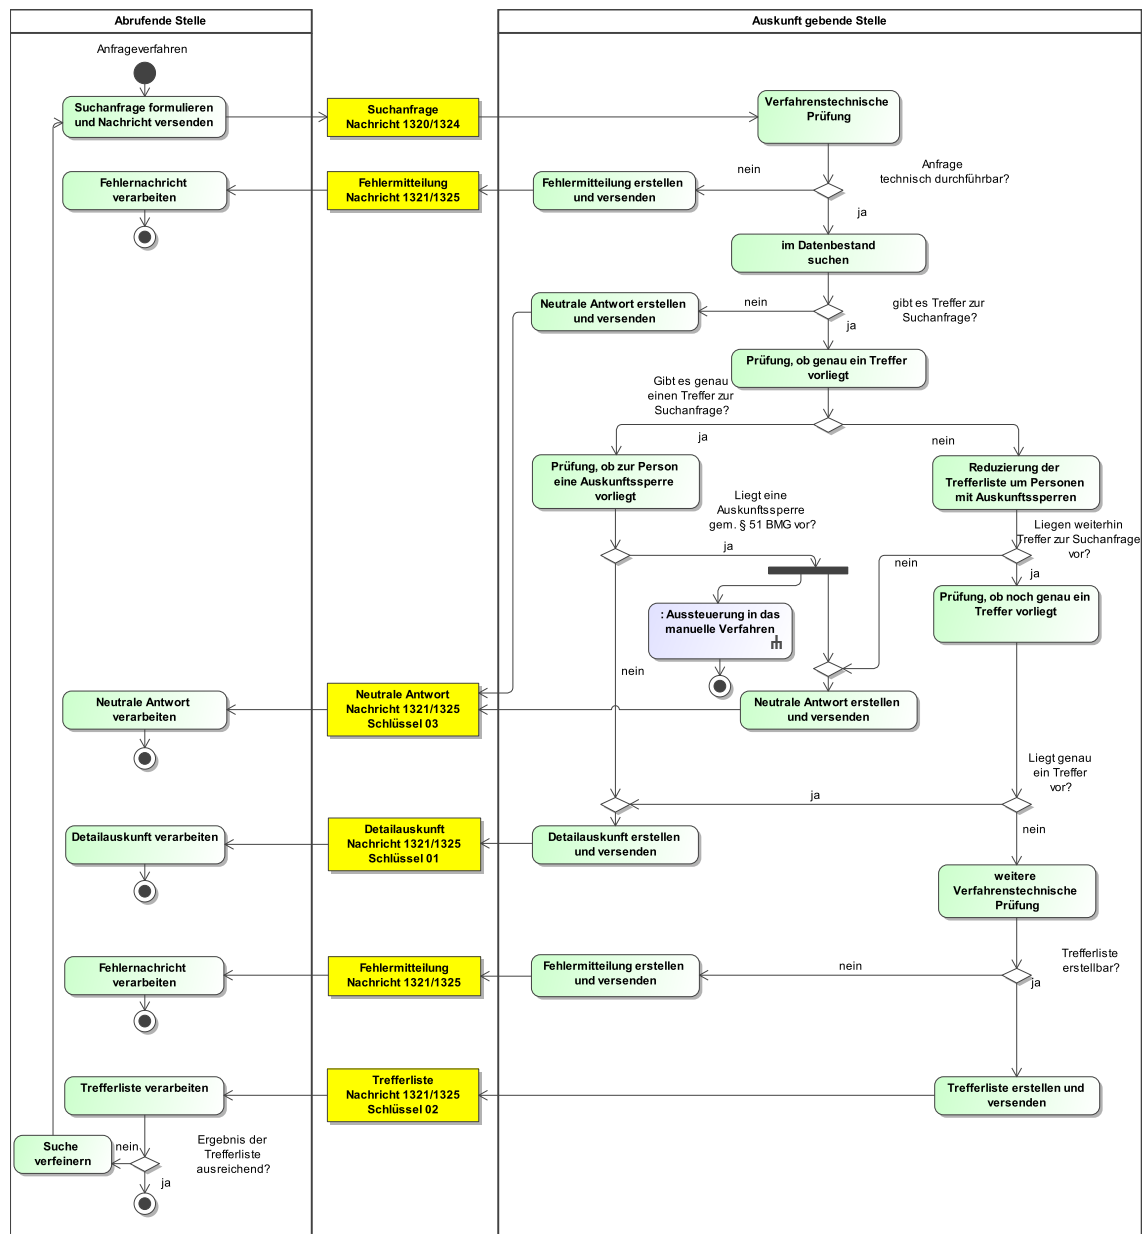 Abrufende Stelle
Auskunft gebende Stelle
Anfrageverfahren
Suchanfrage formulieren
und Nachricht versenden
Suchanfrage
Nachricht 1320/1324
Verfahrenstechnische
Prüfung
Anfrage
technisch durchführbar?
nein
ja
Fehlermitteilung erstellen
und versenden
Fehlermitteilung
Nachricht 1321/1325
Fehlernachricht
verarbeiten
im Datenbestand
suchen
gibt es Treffer zur
Suchanfrage?
nein
ja
Neutrale Antwort erstellen
und versenden
Prüfung, ob genau ein Treffer
vorliegt
Gibt es genau
einen Treffer zur
Suchanfrage?
ja
nein
Prüfung, ob zur Person
eine Auskunftssperre
vorliegt
Reduzierung der
Trefferliste um Personen
mit Auskunftssperren
Liegt eine
Auskunftssperre
gem. § 51 BMG vor?
ja
Liegen weiterhin
Treffer zur Suchanfrage
vor?
nein
ja
: Aussteuerung in das
manuelle Verfahren
Prüfung, ob noch genau ein
Treffer vorliegt
nein
Neutrale Antwort erstellen
und versenden
Neutrale Antwort
Nachricht 1321/1325
Schlüssel 03
Neutrale Antwort
verarbeiten
Liegt genau
ein Treffer
vor?
ja
nein
Detailauskunft erstellen
und versenden
Detailauskunft
Nachricht 1321/1325
Schlüssel 01
Detailauskunft verarbeiten
weitere
Verfahrenstechnische
Prüfung
Trefferliste
erstellbar?
nein
ja
Fehlermitteilung erstellen
und versenden
Fehlermitteilung
Nachricht 1321/1325
Fehlernachricht
verarbeiten
Trefferliste erstellen und
versenden
Trefferliste
Nachricht 1321/1325
Schlüssel 02
Trefferliste verarbeiten
Ergebnis der
Trefferliste
ausreichend?
nein
ja
Suche
verfeinern